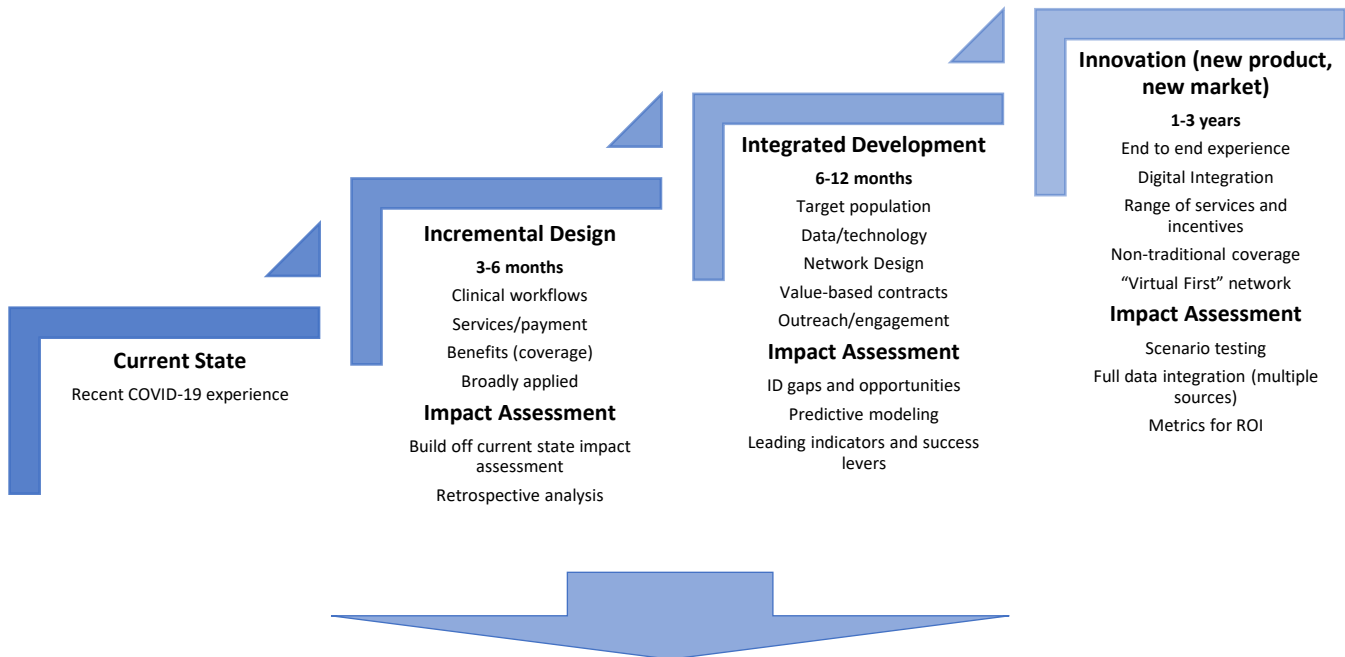 Current State
Recent COVID-19 experience
Incremental Design
3-6 months
Clinical workflows
Services/payment
Benefits (coverage)
Broadly applied
Impact Assessment
Build off current state impact
assessment
Retrospective analysis
Integrated Development
6-12 months
Target population
Data/technology
Network Design
Value-based contracts
Outreach/engagement
Impact Assessment
ID gaps and opportunities
Predictive modeling
Leading indicators and success
levers
Innovation (new product,
new market)
1-3 years
End to end experience
Digital Integration
Range of services and
incentives
Non-traditional coverage
“Virtual First” network
Impact Assessment
Scenario testing
Full data integration (multiple
sources)
Metrics for ROI